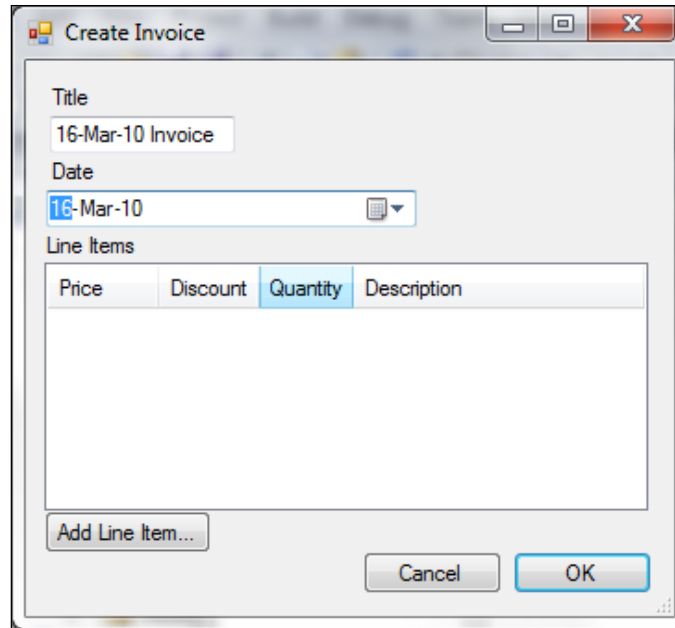 Create Invoice
Title
16-Mar-10 Invoice
Date
16-Mar-10
Line Items
Price Discount Quantity Description
Add Line Item...
Cancel OK